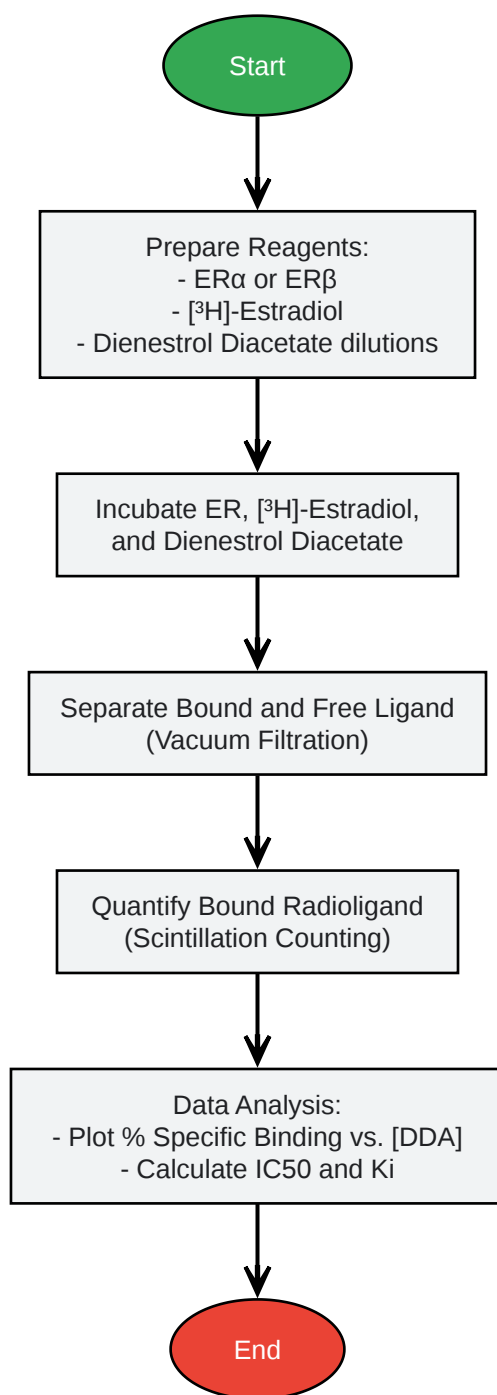 Start
Prepare Reagents:
- ERα or ERβ
- [³H]-Estradiol
- Dienestrol Diacetate dilutions
Incubate ER, [³H]-Estradiol,
and Dienestrol Diacetate
Separate Bound and Free Ligand
(Vacuum Filtration)
Quantify Bound Radioligand
(Scintillation Counting)
Data Analysis:
- Plot % Specific Binding vs. [DDA]
- Calculate IC50 and Ki
End